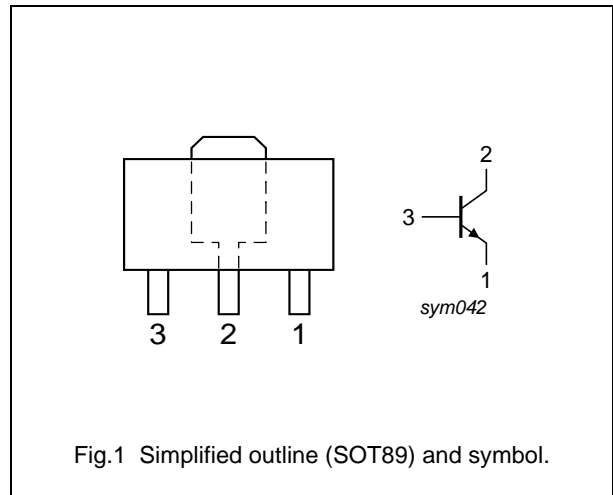 2
3
1
sym042
3 2 1
Fig.1 Simplified outline (SOT89) and symbol.